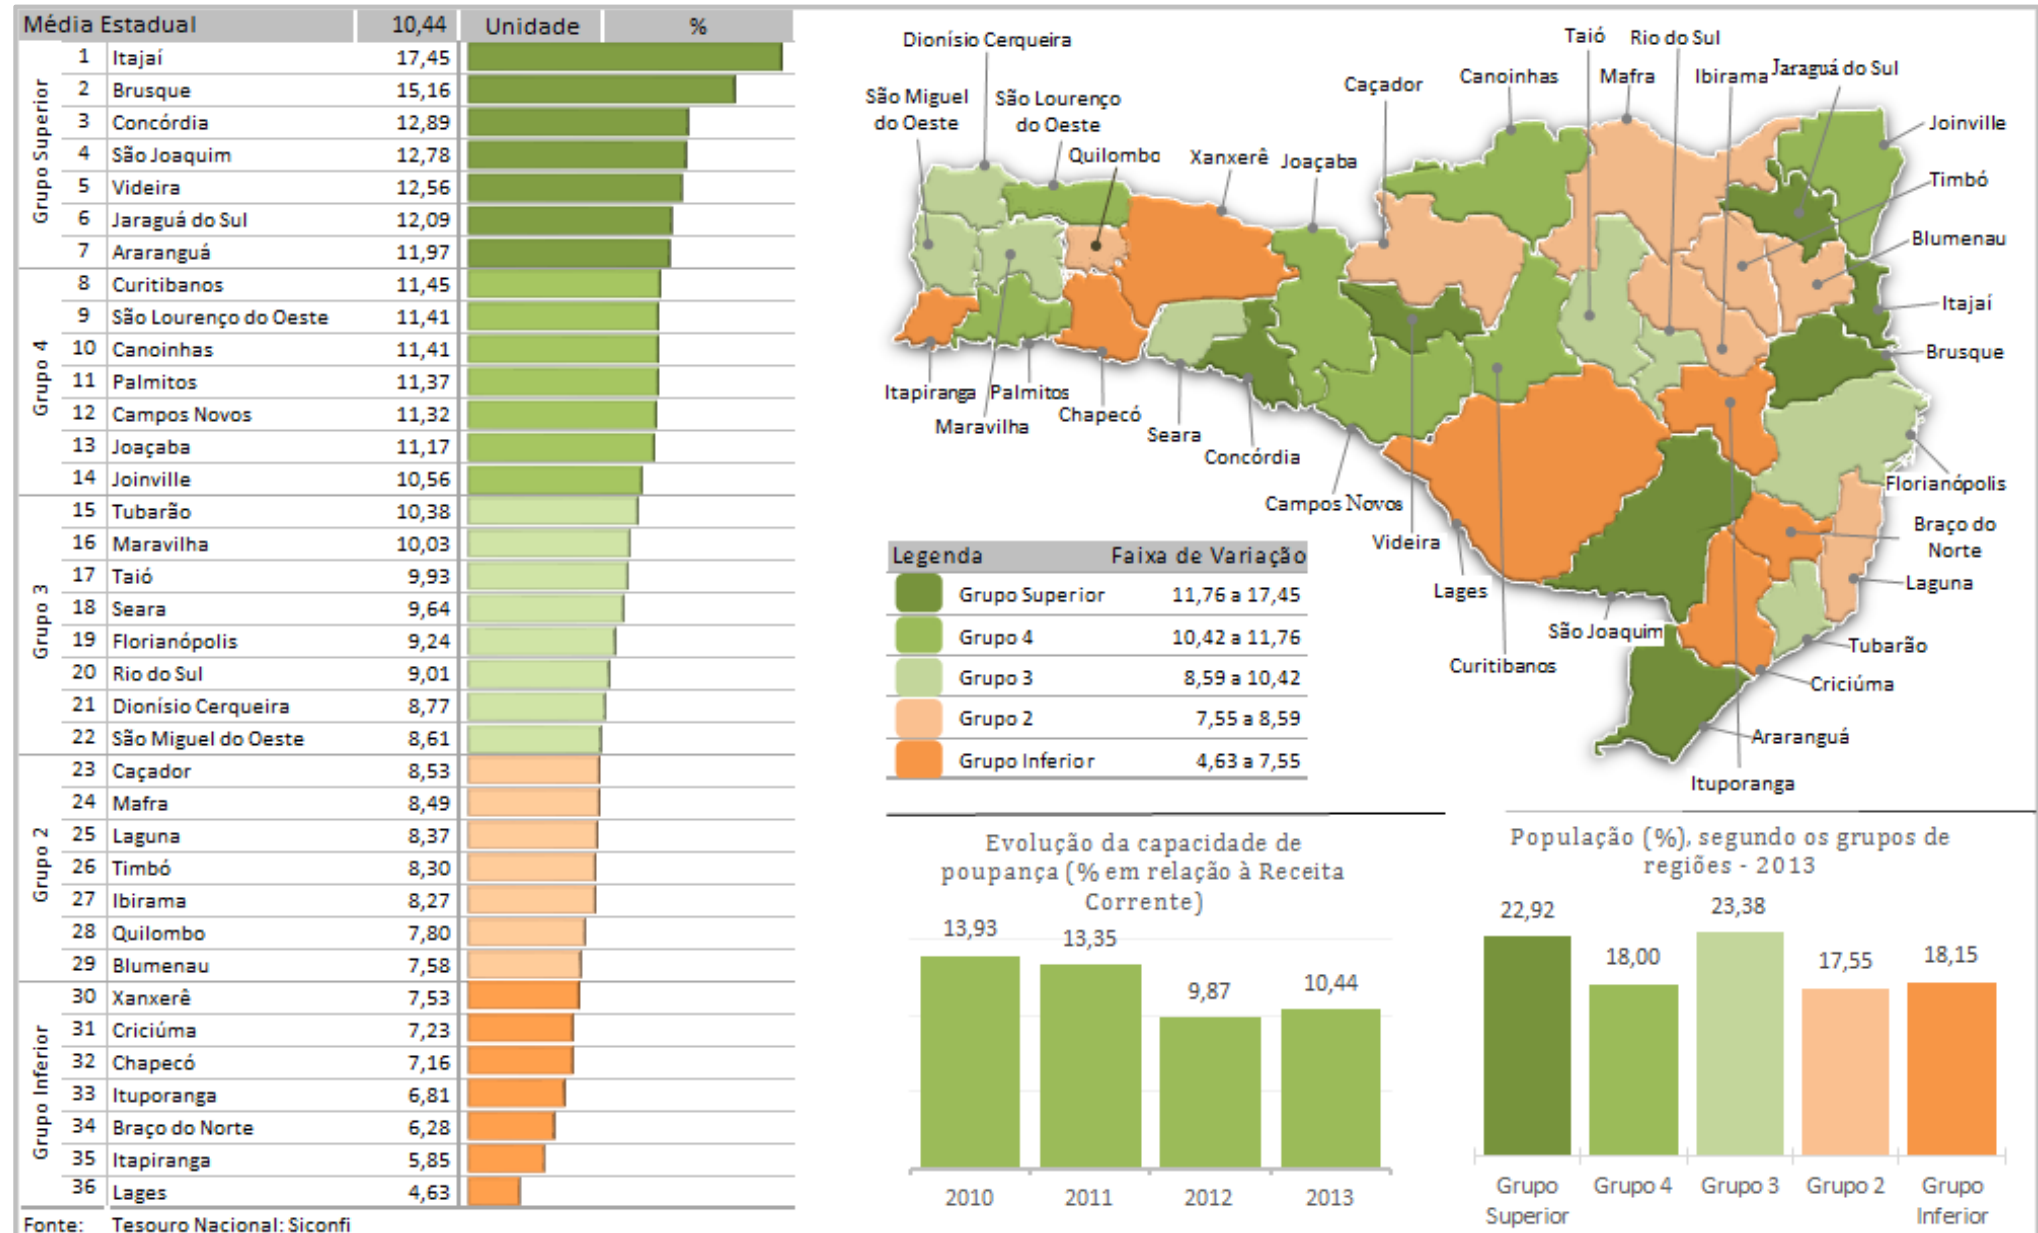 Média Estadual 10,44 Unidade %
Grupo Superior
1 Itajaí 17,45
2 Brusque 15,16
3 Concórdia 12,89
4 São Joaquim 12,78
5 Videira 12,56
6 Jaraguá do Sul 12,09
7 Araranguá 11,97
Grupo 4
8 Curitibanos 11,45
9 São Lourenço do Oeste 11,41
10 Canoinhas 11,41
11 Palmitos 11,37
12 Campos Novos 11,32
13 Joaçaba 11,17
14 Joinville 10,56
Grupo 3
15 Tubarão 10,38
16 Maravilha 10,03
17 Taió 9,93
18 Seara 9,64
19 Florianópolis 9,24
20 Rio do Sul 9,01
21 Dionísio Cerqueira 8,77
22 São Miguel do Oeste 8,61
Grupo 2
23 Caçador 8,53
24 Mafra 8,49
25 Laguna 8,37
26 Timbó 8,30
27 Ibirama 8,27
28 Quilombo 7,80
29 Blumenau 7,58
Grupo Inferior
30 Xanxerê 7,53
31 Criciúma 7,23
32 Chapecó 7,16
33 Ituporanga 6,81
34 Braço do Norte 6,28
35 Itapiranga 5,85
36 Lages 4,63
Fonte: Tesouro Nacional: Siconfi
Dionísio Cerqueira
São Miguel
do Oeste
São Lourenço
do Oeste
Quilombo
Xanxerê
Joaçaba
Caçador
Canoinhas
Taió
Mafra
Rio do Sul
Ibirama
Jaraguá do Sul
Joinville
Timbó
Blumenau
Itajaí
Brusque
Florianópolis
Braço do
Norte
Laguna
Tubarão
Criciúma
Araranguá
Ituporanga
São Joaquim
Curitibanos
Lages
Videira
Campos Novos
Concórdia
Seara
Chapecó
Maravilha
Palmitos
Itapiranga
Legenda Faixa de Variação
Grupo Superior 11,76 a 17,45
Grupo 4 10,42 a 11,76
Grupo 3 8,59 a 10,42
Grupo 2 7,55 a 8,59
Grupo Inferior 4,63 a 7,55
Evolução da capacidade de
poupança (% em relação à Receita
Corrente)
13,93 13,35 9,87 10,44
2010 2011 2012 2013
População (%), segundo os grupos de
regiões - 2013
22,92 18,00 23,38 17,55 18,15
Grupo Grupo 4 Grupo 3 Grupo 2 Grupo
Superior Inferior